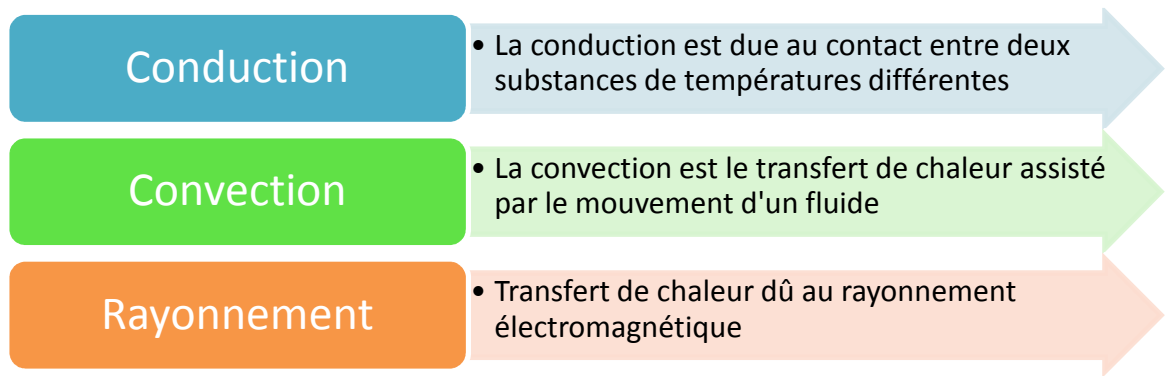 Conduction
• La conduction est due au contact entre deux
substances de températures différentes
Convection
• La convection est le transfert de chaleur assisté
par le mouvement d'un fluide
Rayonnement
• Transfert de chaleur dû au rayonnement
électromagnétique